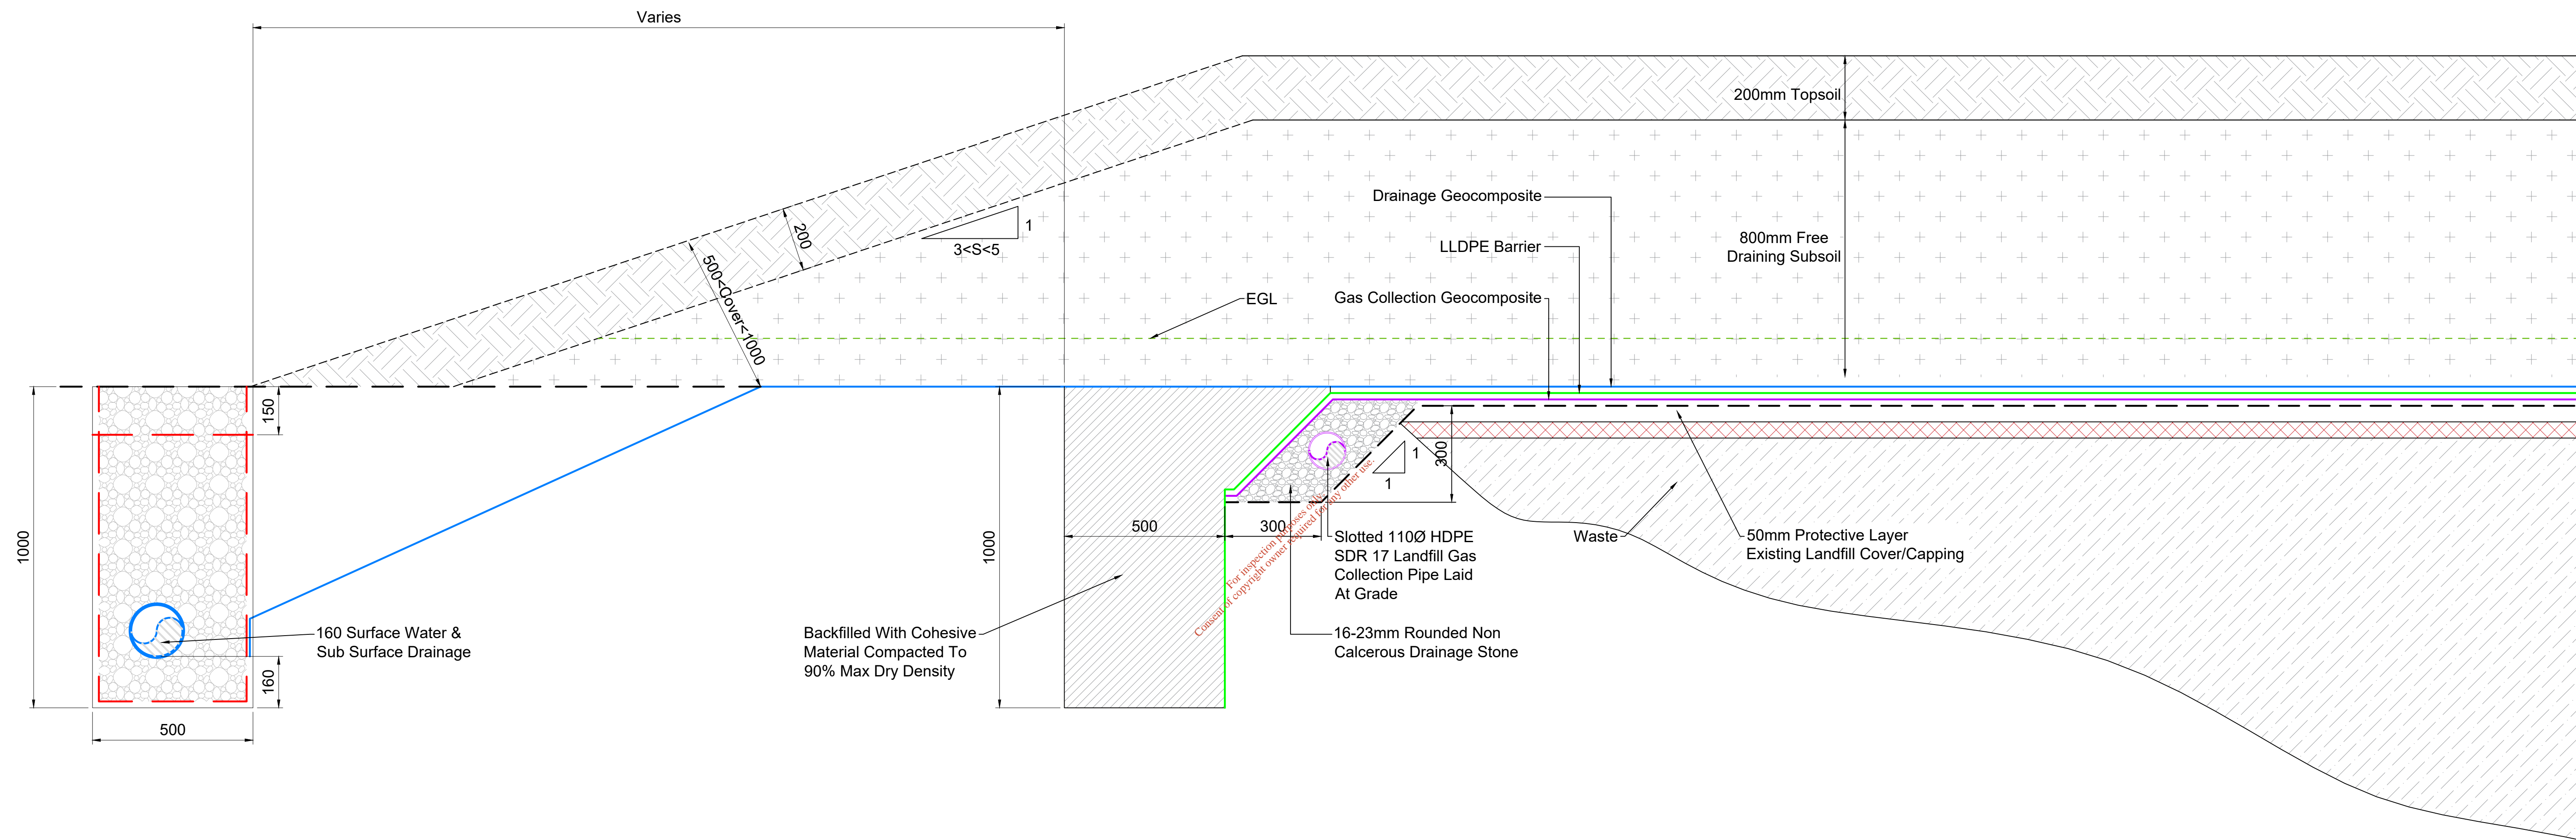 Varies
200mm Topsoil
Drainage Geocomposite
200
1
3<S<5
LLDPE Barrier
800mm Free
Draining Subsoil
500<Cover<1000
EGL
Gas Collection Geocomposite
150
1
1
300
1000
500
1000
500
300
Slotted 110Ø HDPE
SDR 17 Landfill Gas
Collection Pipe Laid
At Grade
Waste
50mm Protective Layer
Existing Landfill Cover/Capping
For inspection purposes only.
Consent of copyright owner required for any other use.
160 Surface Water &
Sub Surface Drainage
160
Backfilled With Cohesive
Material Compacted To
90% Max Dry Density
16-23mm Rounded Non
Calcerous Drainage Stone